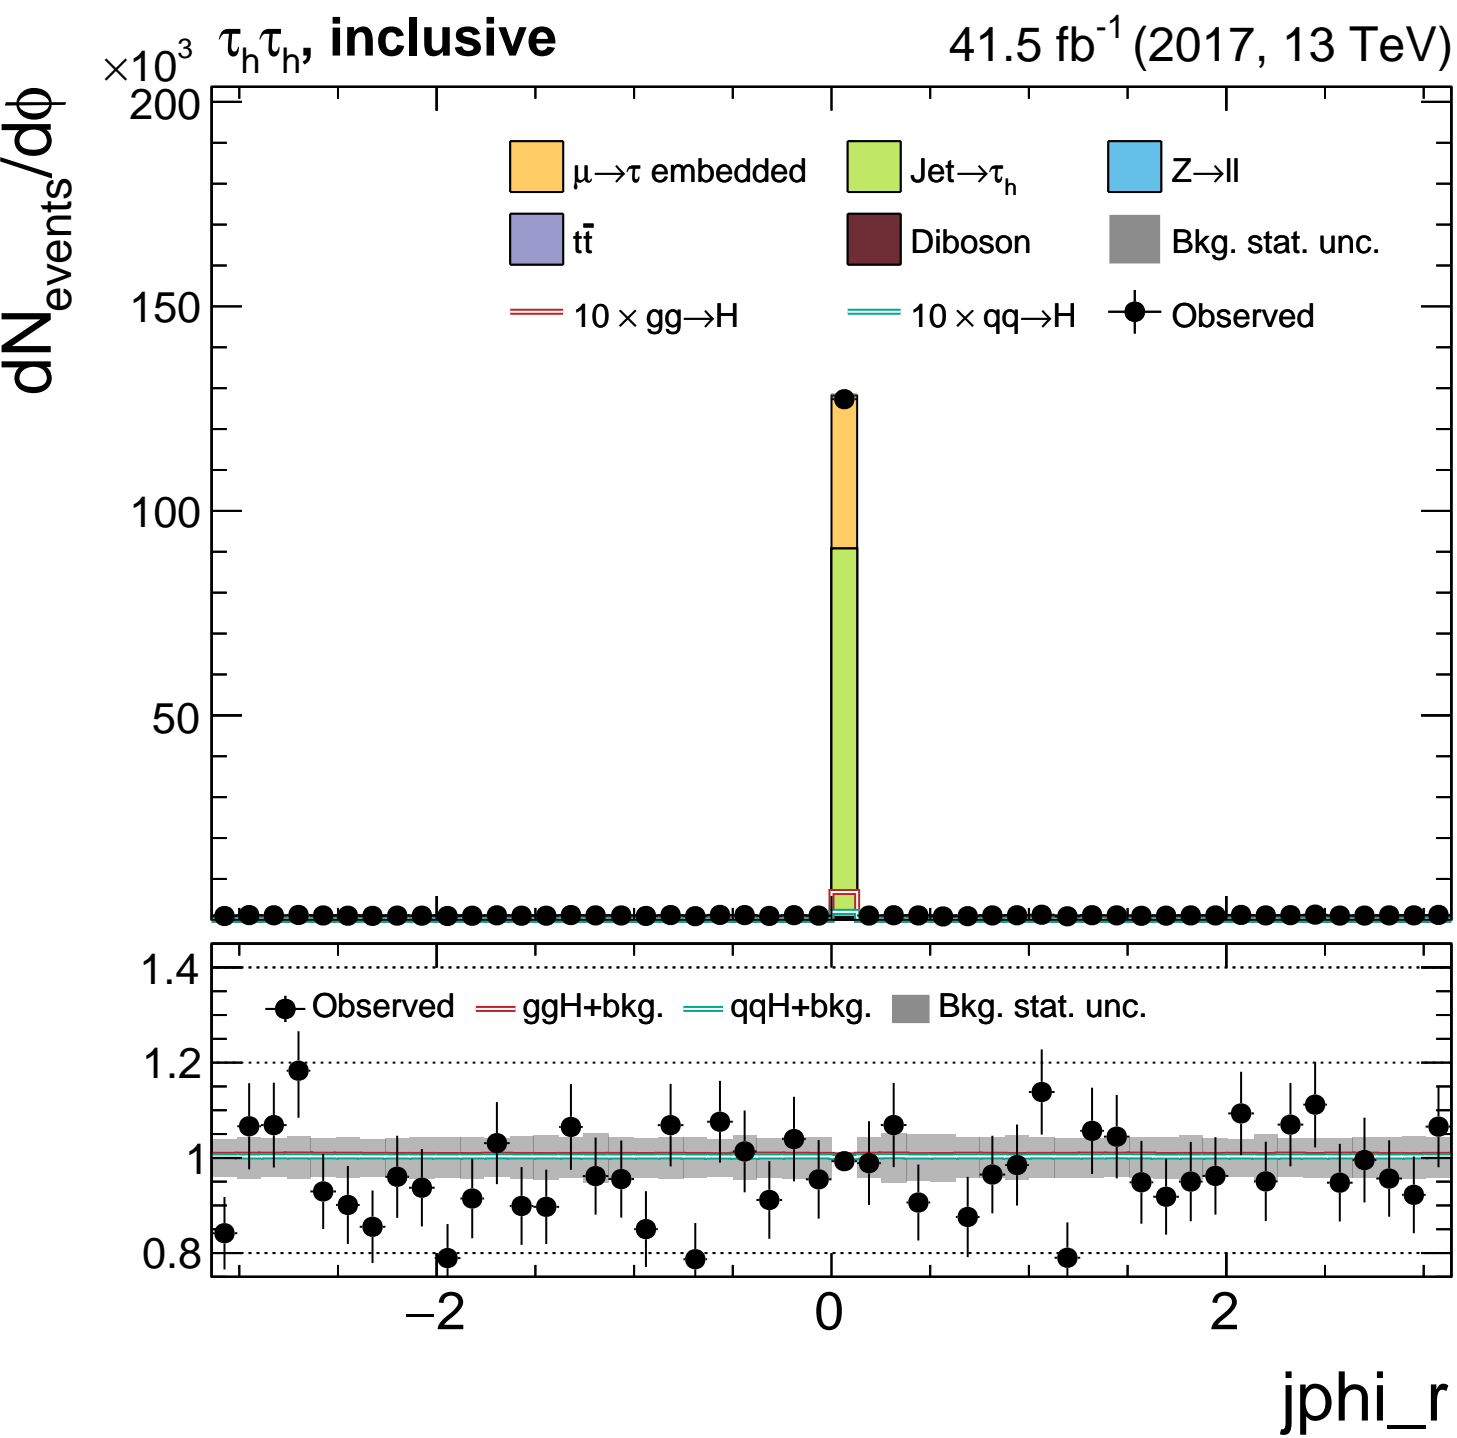 τhτh, inclusive 41.5 fb-1 (2017, 13 TeV)
×10³
dNevents/dϕ
200
150
100
50
μ→τ embedded Jet→τh Z→ll
tt̄ Diboson Bkg. stat. unc.
10 × gg→H 10 × qq→H Observed
1.4
1.2
1
0.8
Observed ggH+bkg. qqH+bkg. Bkg. stat. unc.
−2 0 2
jphi_r